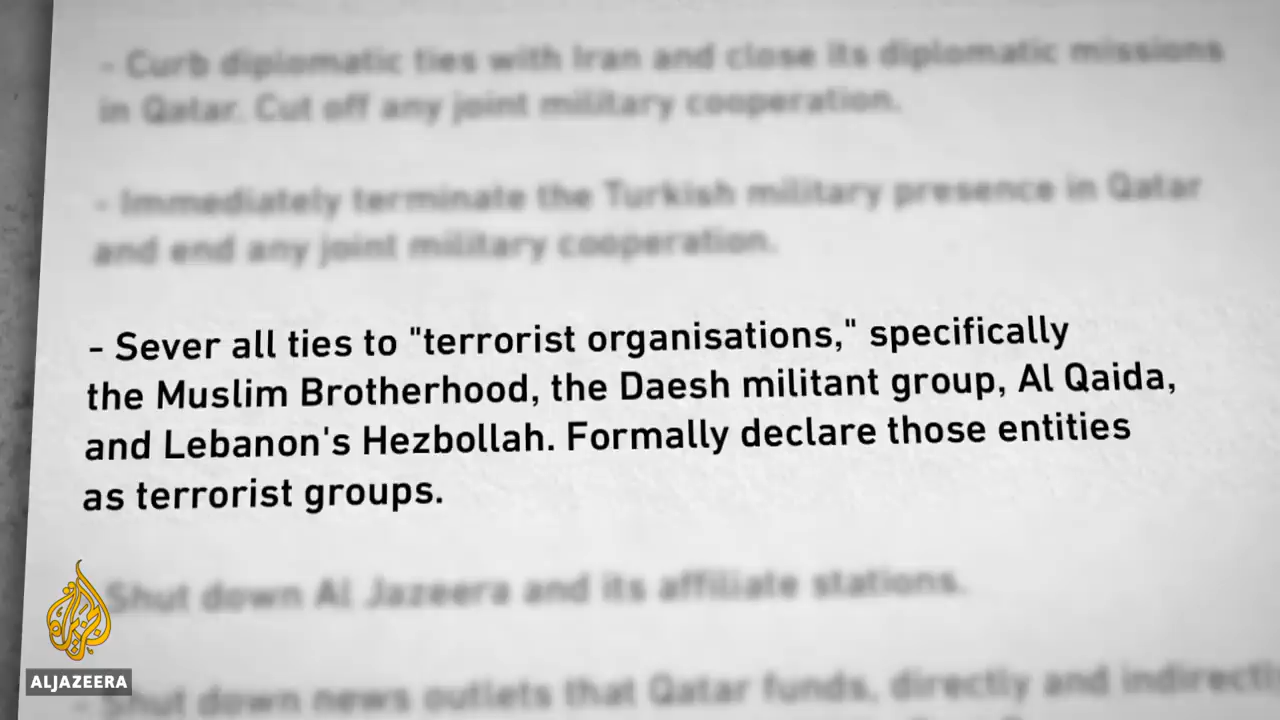 - Curb diplomatic ties with Iran and close its diplomatic missions
in Qatar. Cut off any joint military cooperation.
- Immediately terminate the Turkish military presence in Qatar
and end any joint military cooperation.
- Sever all ties to "terrorist organisations," specifically
the Muslim Brotherhood, the Daesh militant group, Al Qaida,
and Lebanon's Hezbollah. Formally declare those entities
as terrorist groups.
Shut down Al Jazeera and its affiliate stations.
- Shut down news outlets that Qatar funds, directly and
ALJAZEERA